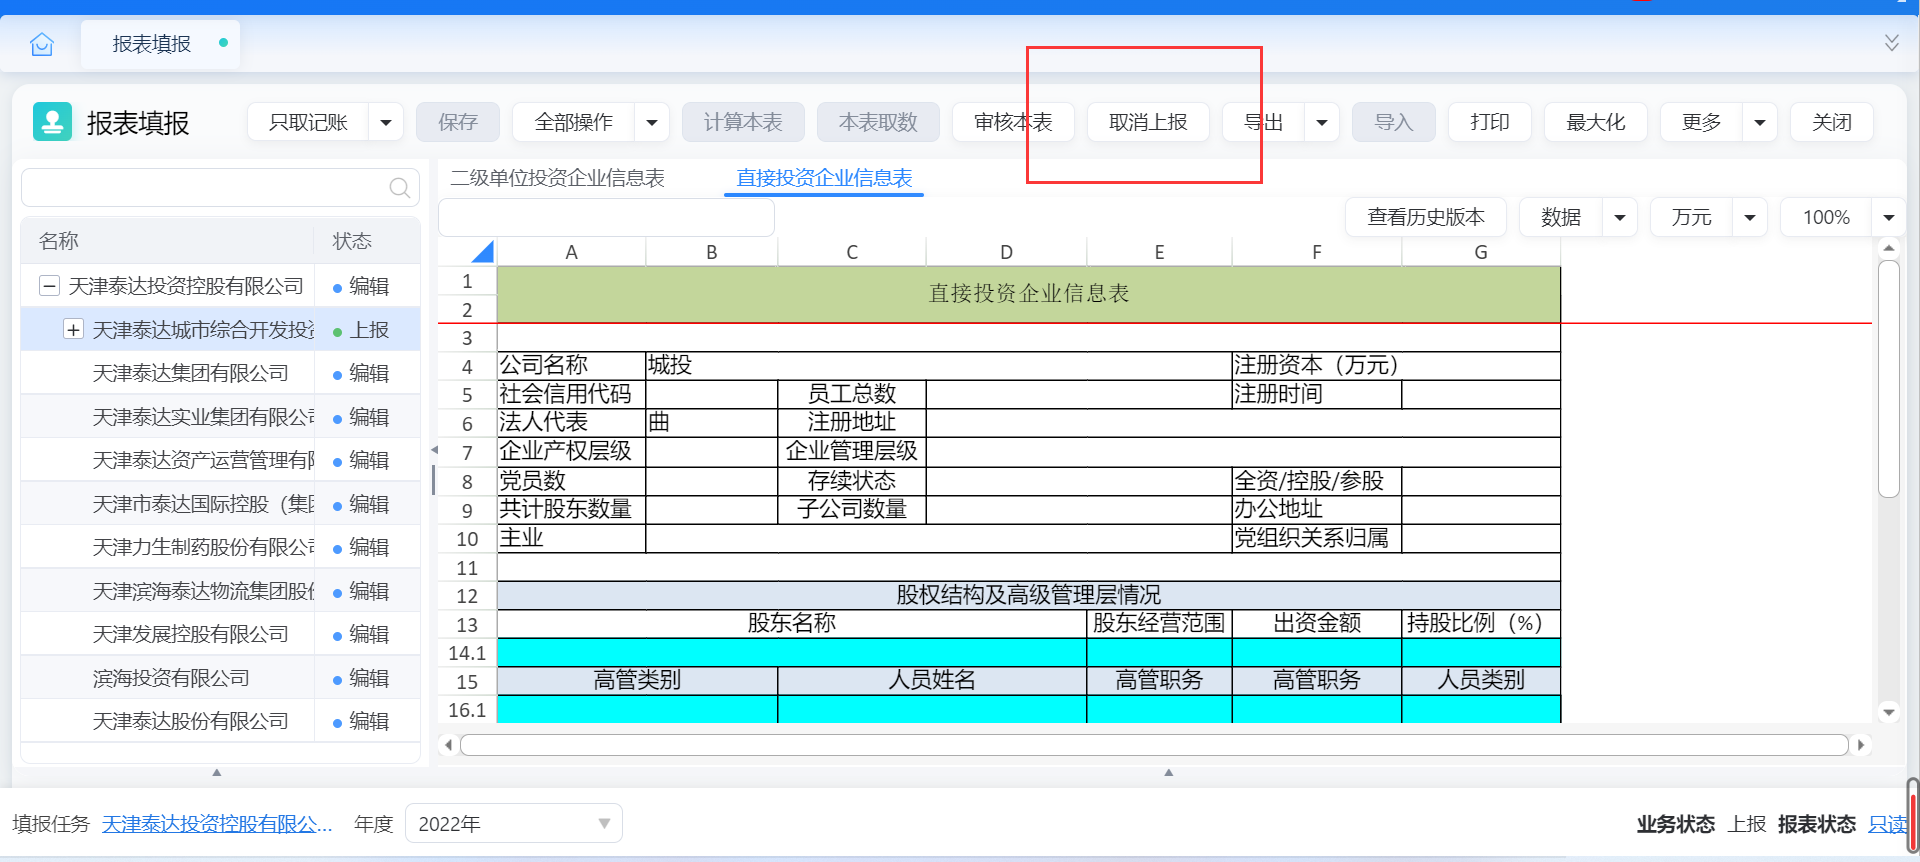 报表填报
报表填报 只取记账 保存 全部操作 计算本表 本表取数 审核本表 取消上报 导出 导入 打印 最大化 更多 关闭
二级单位投资企业信息表 直接投资企业信息表
查看历史版本 数据 万元 100%
名称 状态
天津泰达投资控股有限公司 编辑
天津泰达城市综合开发投资 上报
天津泰达集团有限公司 编辑
天津泰达实业集团有限公司 编辑
天津泰达资产运营管理有限 编辑
天津市泰达国际控股（集团 编辑
天津力生制药股份有限公司 编辑
天津滨海泰达物流集团股份 编辑
天津发展控股有限公司 编辑
滨海投资有限公司 编辑
天津泰达股份有限公司 编辑
A B C D E F G
1 直接投资企业信息表
2
3
4 公司名称 城投 注册资本（万元）
5 社会信用代码 员工总数 注册时间
6 法人代表 曲 注册地址
7 企业产权层级 企业管理层级
8 党员数 存续状态 全资/控股/参股
9 共计股东数量 子公司数量 办公地址
10 主业 党组织关系归属
11
12 股权结构及高级管理层情况
13 股东名称 股东经营范围 出资金额 持股比例（%）
14.1
15 高管类别 人员姓名 高管职务 高管职务 人员类别
16.1
填报任务 天津泰达投资控股有限公... 年度 2022年 业务状态 上报 报表状态 只读